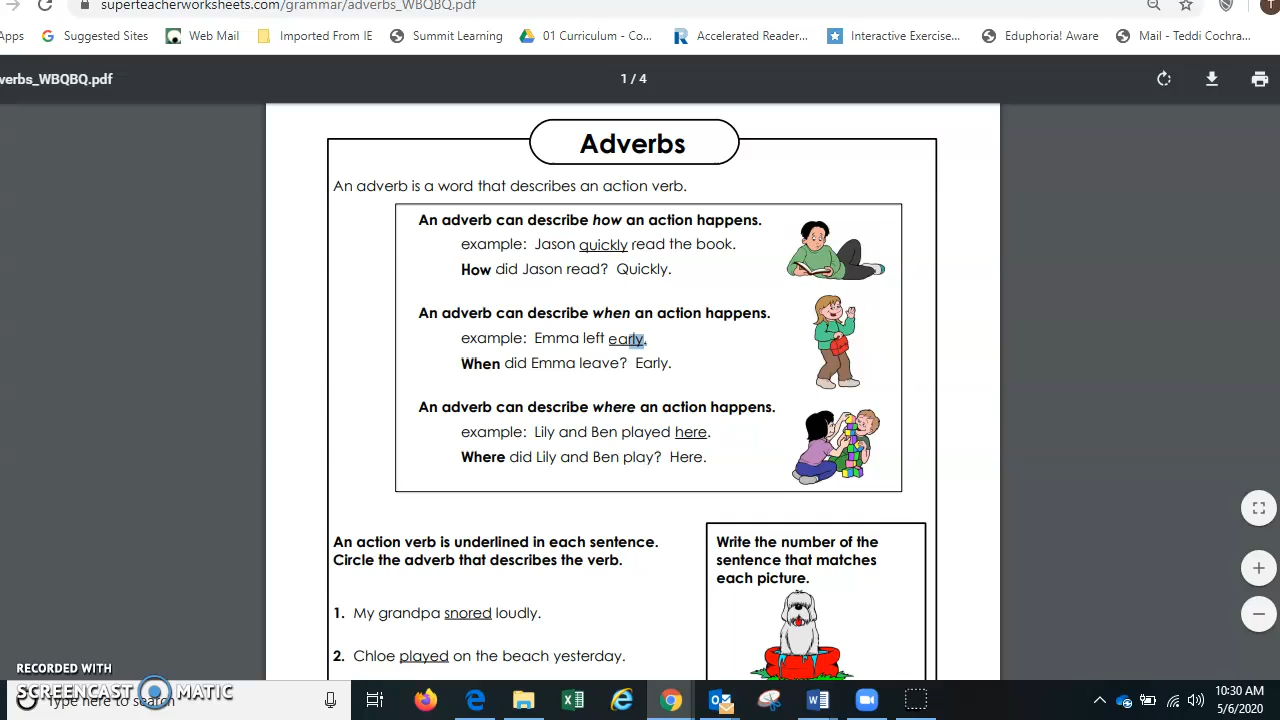 superteacherworksheets.com/grammar/adverbs_WBQBQ.pdf
T
Apps Suggested Sites Web Mail Imported From IE Summit Learning 01 Curriculum - Co... Accelerated Reader... Interactive Exercise... Eduphoria! Aware Mail - Teddi Cochra...
verbs_WBQBQ.pdf 1 / 4
Adverbs
An adverb is a word that describes an action verb.
An adverb can describe how an action happens.
example: Jason quickly read the book.
How did Jason read? Quickly.
An adverb can describe when an action happens.
example: Emma left early.
When did Emma leave? Early.
An adverb can describe where an action happens.
example: Lily and Ben played here.
Where did Lily and Ben play? Here.
An action verb is underlined in each sentence.
Circle the adverb that describes the verb.
1. My grandpa snored loudly.
2. Chloe played on the beach yesterday.
Write the number of the
sentence that matches
each picture.
RECORDED WITH
SCREENCAST MATIC
Type here to search
10:30 AM
5/6/2020